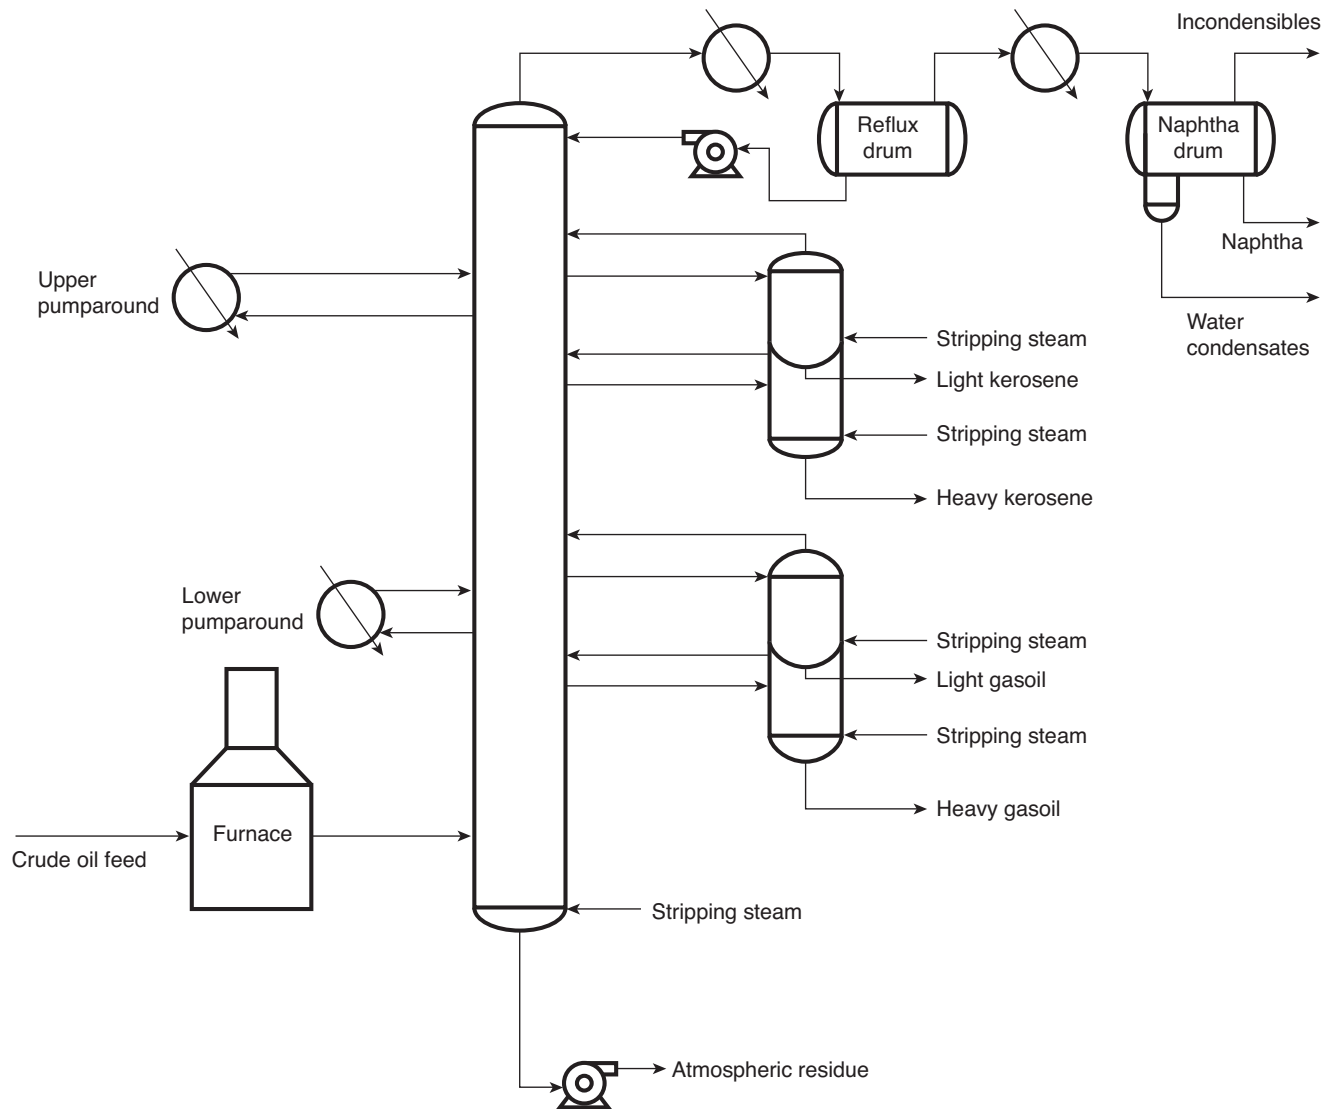 Incondensibles
Reflux
drum
Naphtha
drum
Naphtha
Water
condensates
Upper
pumparound
Stripping steam
Light kerosene
Stripping steam
Heavy kerosene
Lower
pumparound
Stripping steam
Light gasoil
Stripping steam
Heavy gasoil
Furnace
Crude oil feed
Stripping steam
Atmospheric residue